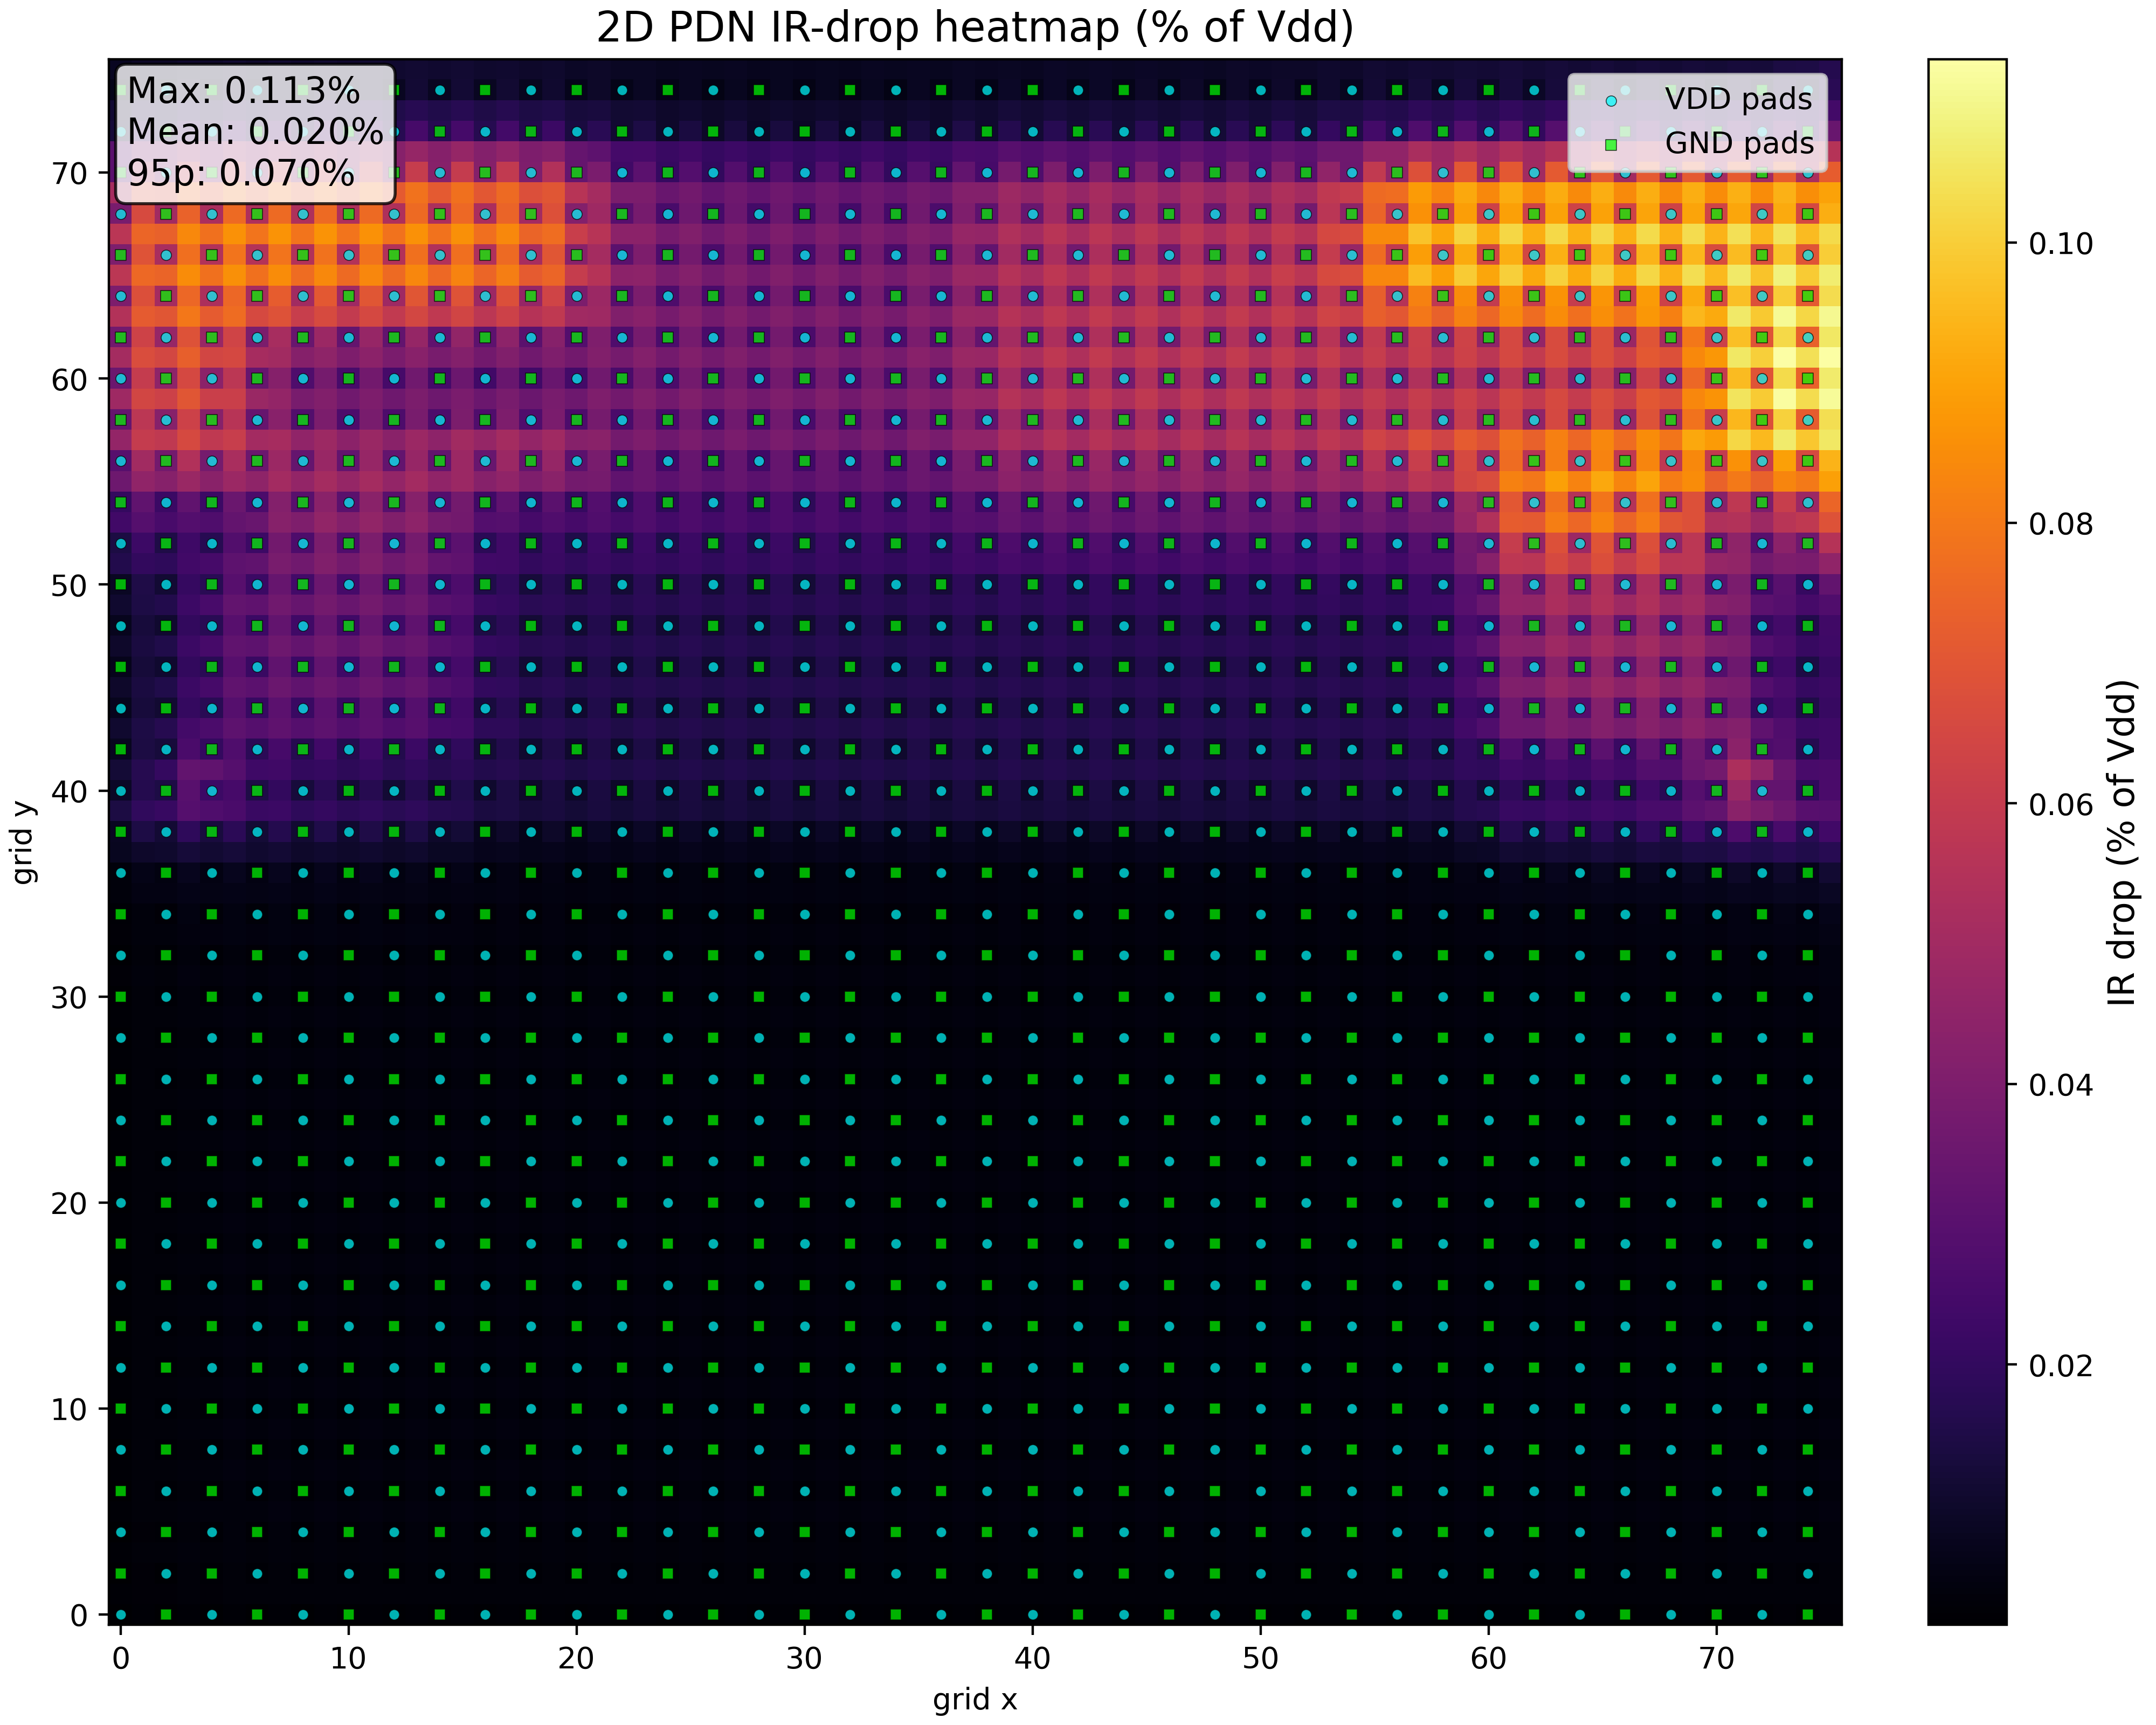 2D PDN IR-drop heatmap (% of Vdd)
Max: 0.113%
Mean: 0.020%
95p: 0.070%
VDD pads
GND pads
70
60
50
40
30
20
10
0
grid y
0
10
20
30
40
50
60
70
grid x
0.10
0.08
0.06
0.04
0.02
IR drop (% of Vdd)